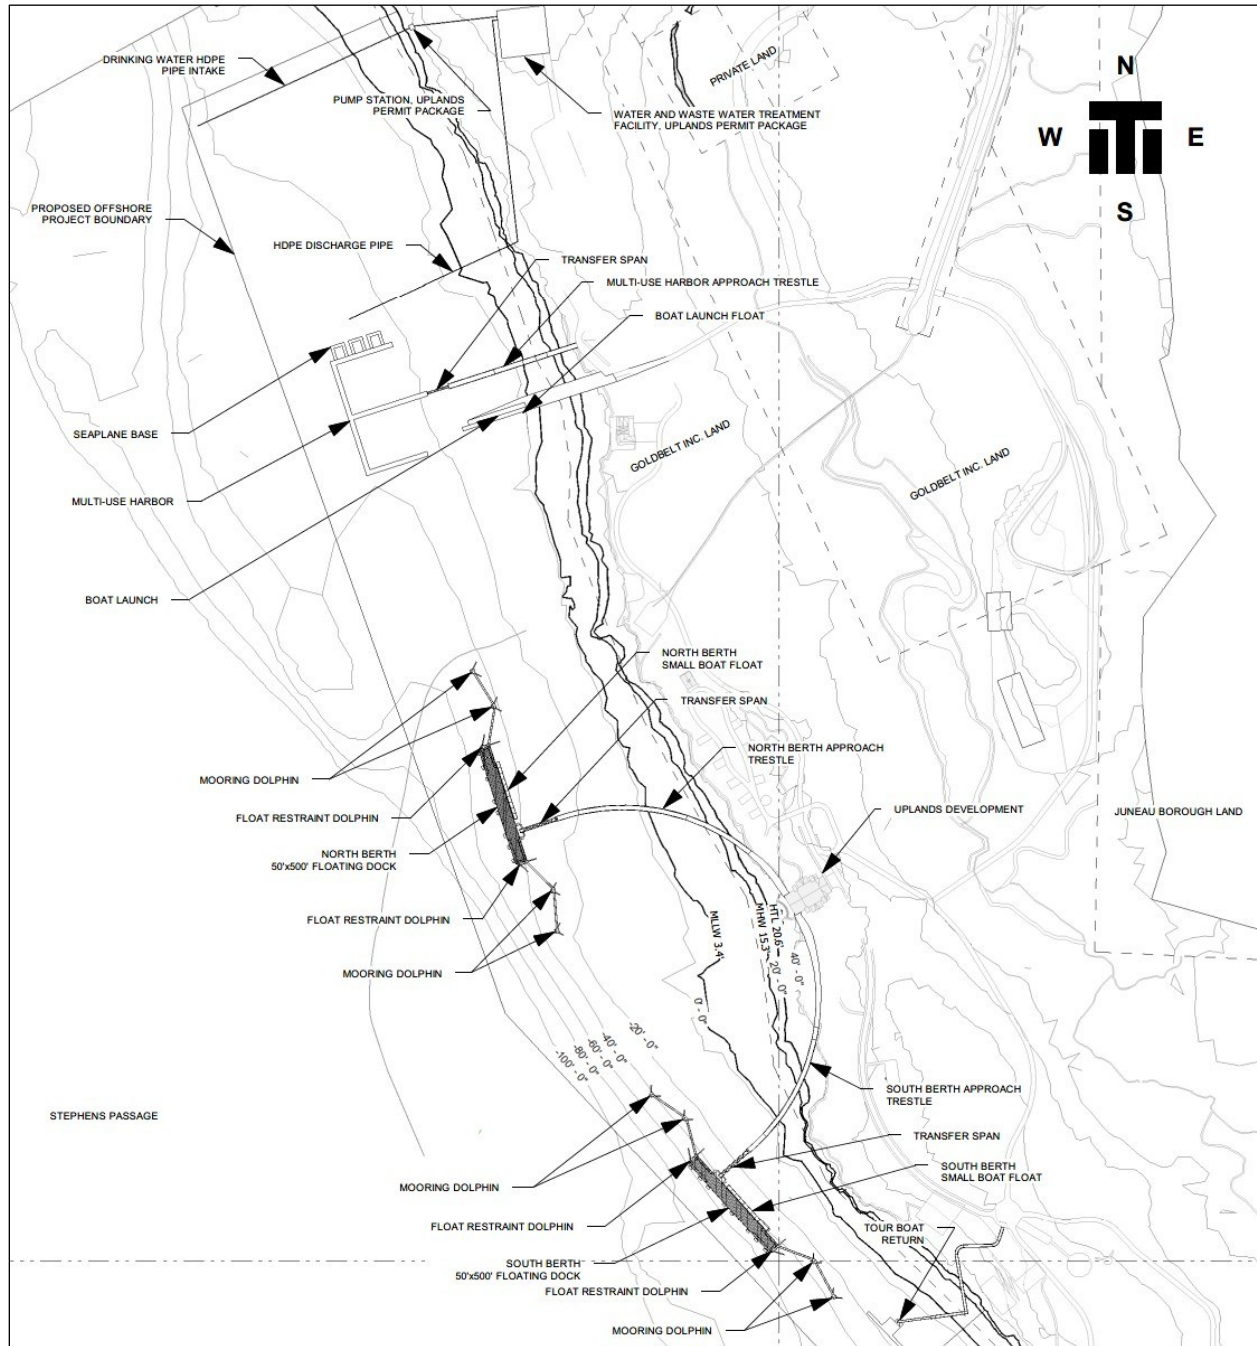 DRINKING WATER HDPE
PIPE INTAKE
PUMP STATION, UPLANDS
PERMIT PACKAGE
PRIVATE LAND
WATER AND WASTE WATER TREATMENT
FACILITY, UPLANDS PERMIT PACKAGE
N
W
E
S
PROPOSED OFFSHORE
PROJECT BOUNDARY
HDPE DISCHARGE PIPE
TRANSFER SPAN
MULTI-USE HARBOR APPROACH TRESTLE
BOAT LAUNCH FLOAT
SEAPLANE BASE
GOLDBELT INC. LAND
GOLDBELT INC. LAND
MULTI-USE HARBOR
BOAT LAUNCH
NORTH BERTH
SMALL BOAT FLOAT
TRANSFER SPAN
NORTH BERTH APPROACH
TRESTLE
MOORING DOLPHIN
UPLANDS DEVELOPMENT
JUNEAU BOROUGH LAND
FLOAT RESTRAINT DOLPHIN
NORTH BERTH
50'x500' FLOATING DOCK
FLOAT RESTRAINT DOLPHIN
MOORING DOLPHIN
MLLW 3.4'
MHW 15.3'
HTL 20.6'
20' - 0"
40' - 0"
0' - 0"
-20' - 0"
-40' - 0"
-60' - 0"
-80' - 0"
-100' - 0"
STEPHENS PASSAGE
SOUTH BERTH APPROACH
TRESTLE
TRANSFER SPAN
SOUTH BERTH
SMALL BOAT FLOAT
MOORING DOLPHIN
FLOAT RESTRAINT DOLPHIN
TOUR BOAT
RETURN
SOUTH BERTH
50'x500' FLOATING DOCK
FLOAT RESTRAINT DOLPHIN
MOORING DOLPHIN